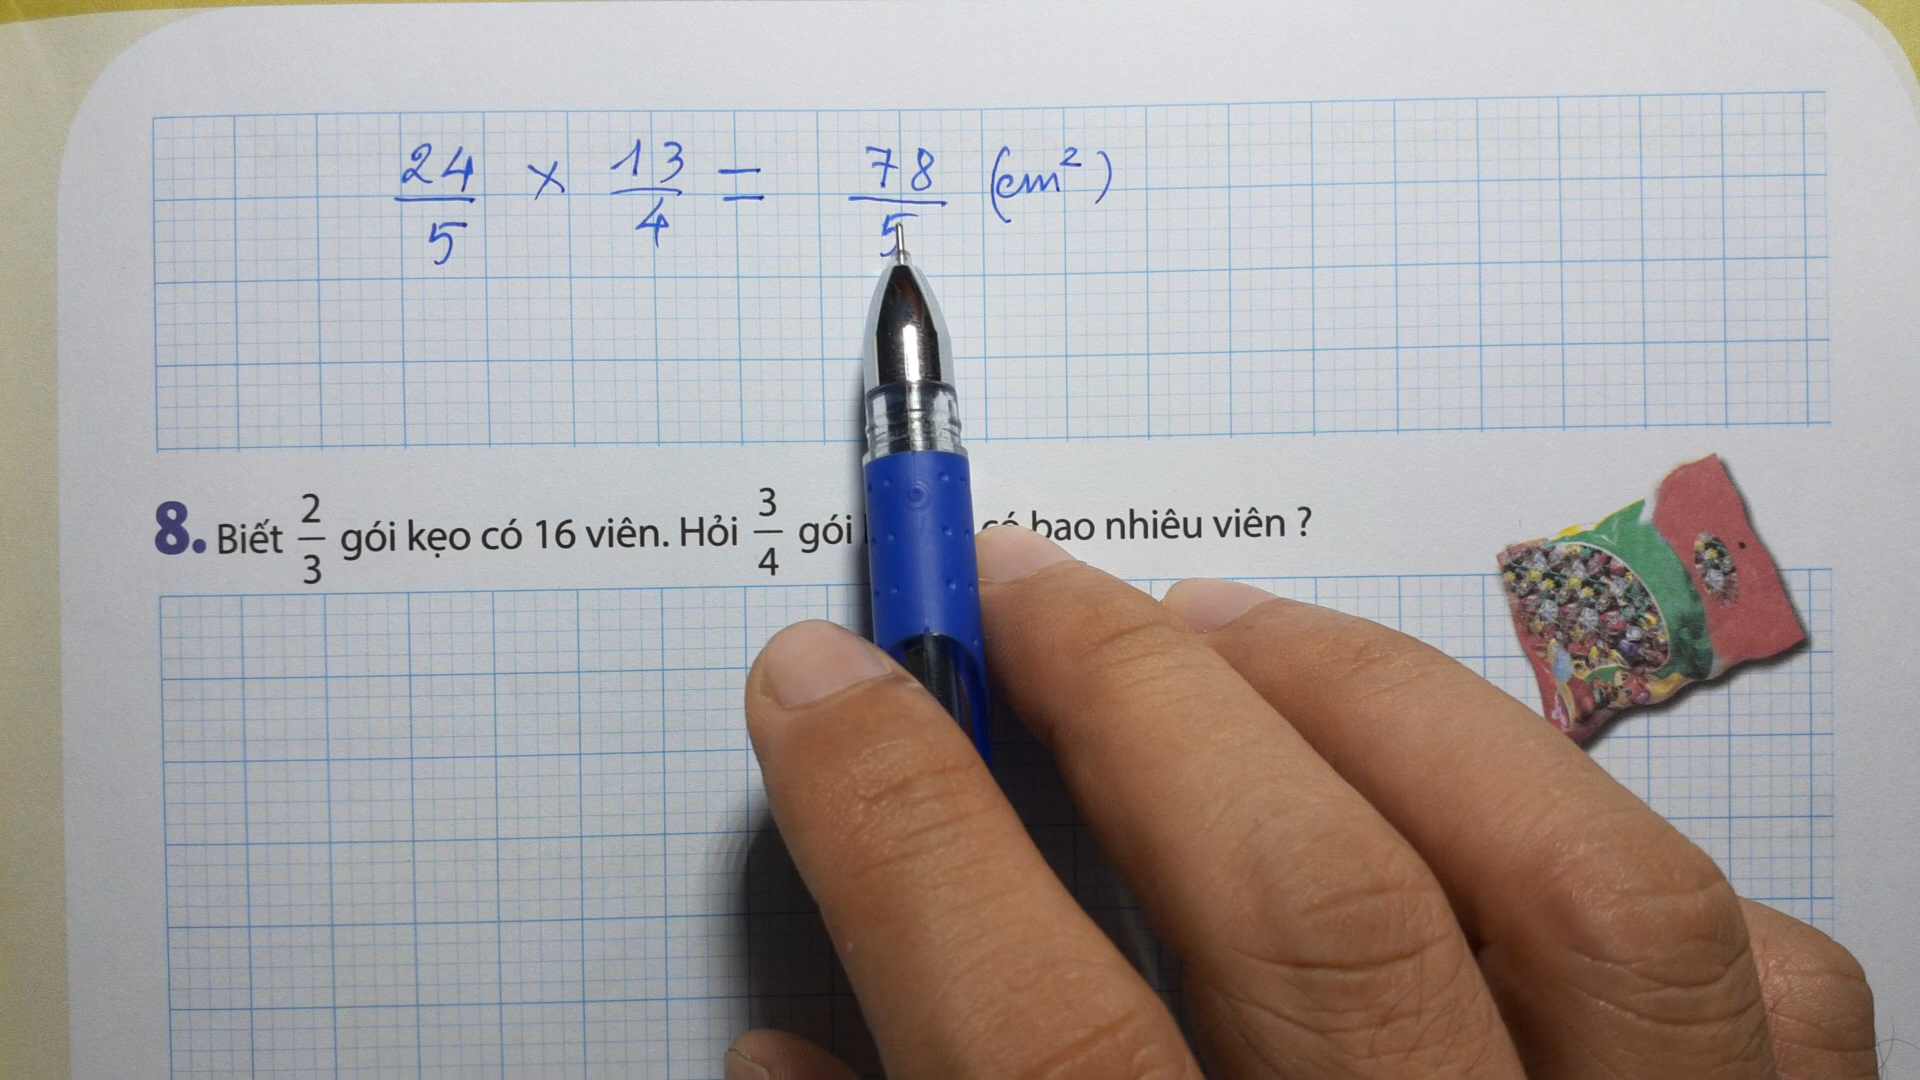 24/5 × 13/4 = 78/5 (cm²)
8. Biết 2/3 gói kẹo có 16 viên. Hỏi 3/4 gói có bao nhiêu viên ?